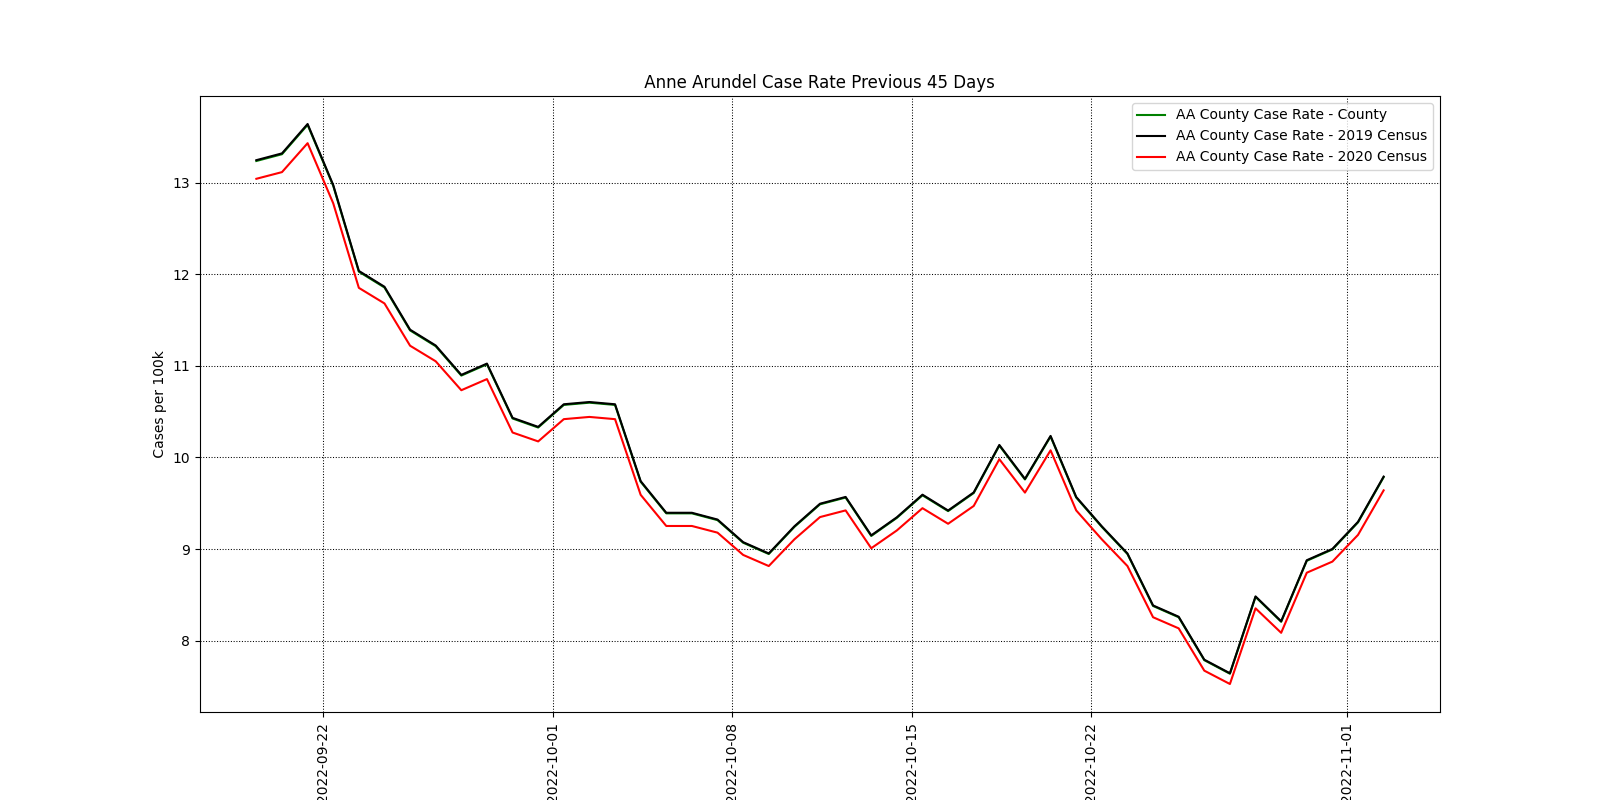 Anne Arundel Case Rate Previous 45 Days
AA County Case Rate - County
AA County Case Rate - 2019 Census
AA County Case Rate - 2020 Census
Cases per 100k
13
12
11
10
9
8
2022-09-22
2022-10-01
2022-10-08
2022-10-15
2022-10-22
2022-11-01